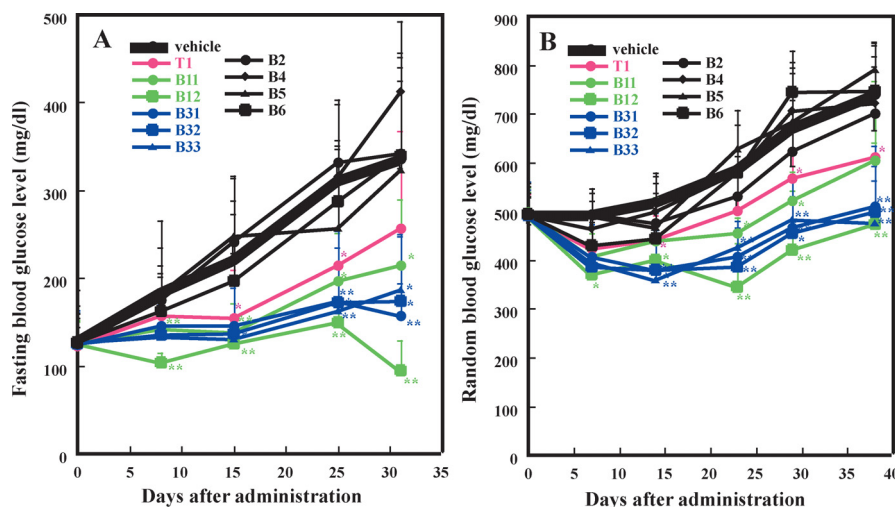 500
400
300
200
100
0
Fasting blood glucose level (mg/dl)
A
vehicle
T1
B11
B12
B31
B32
B33
B2
B4
B5
B6
** * ** * ** ** * ** ** * * * ** **
0 5 10 15 20 25 30 35
Days after administration
900
800
700
600
500
400
300
200
Random blood glucose level (mg/dl)
B
vehicle
T1
B11
B12
B31
B32
B33
B2
B4
B5
B6
* * * ** * * ** ** ** * * ** ** ** * ** ** ** **
0 5 10 15 20 25 30 35 40
Days after administration